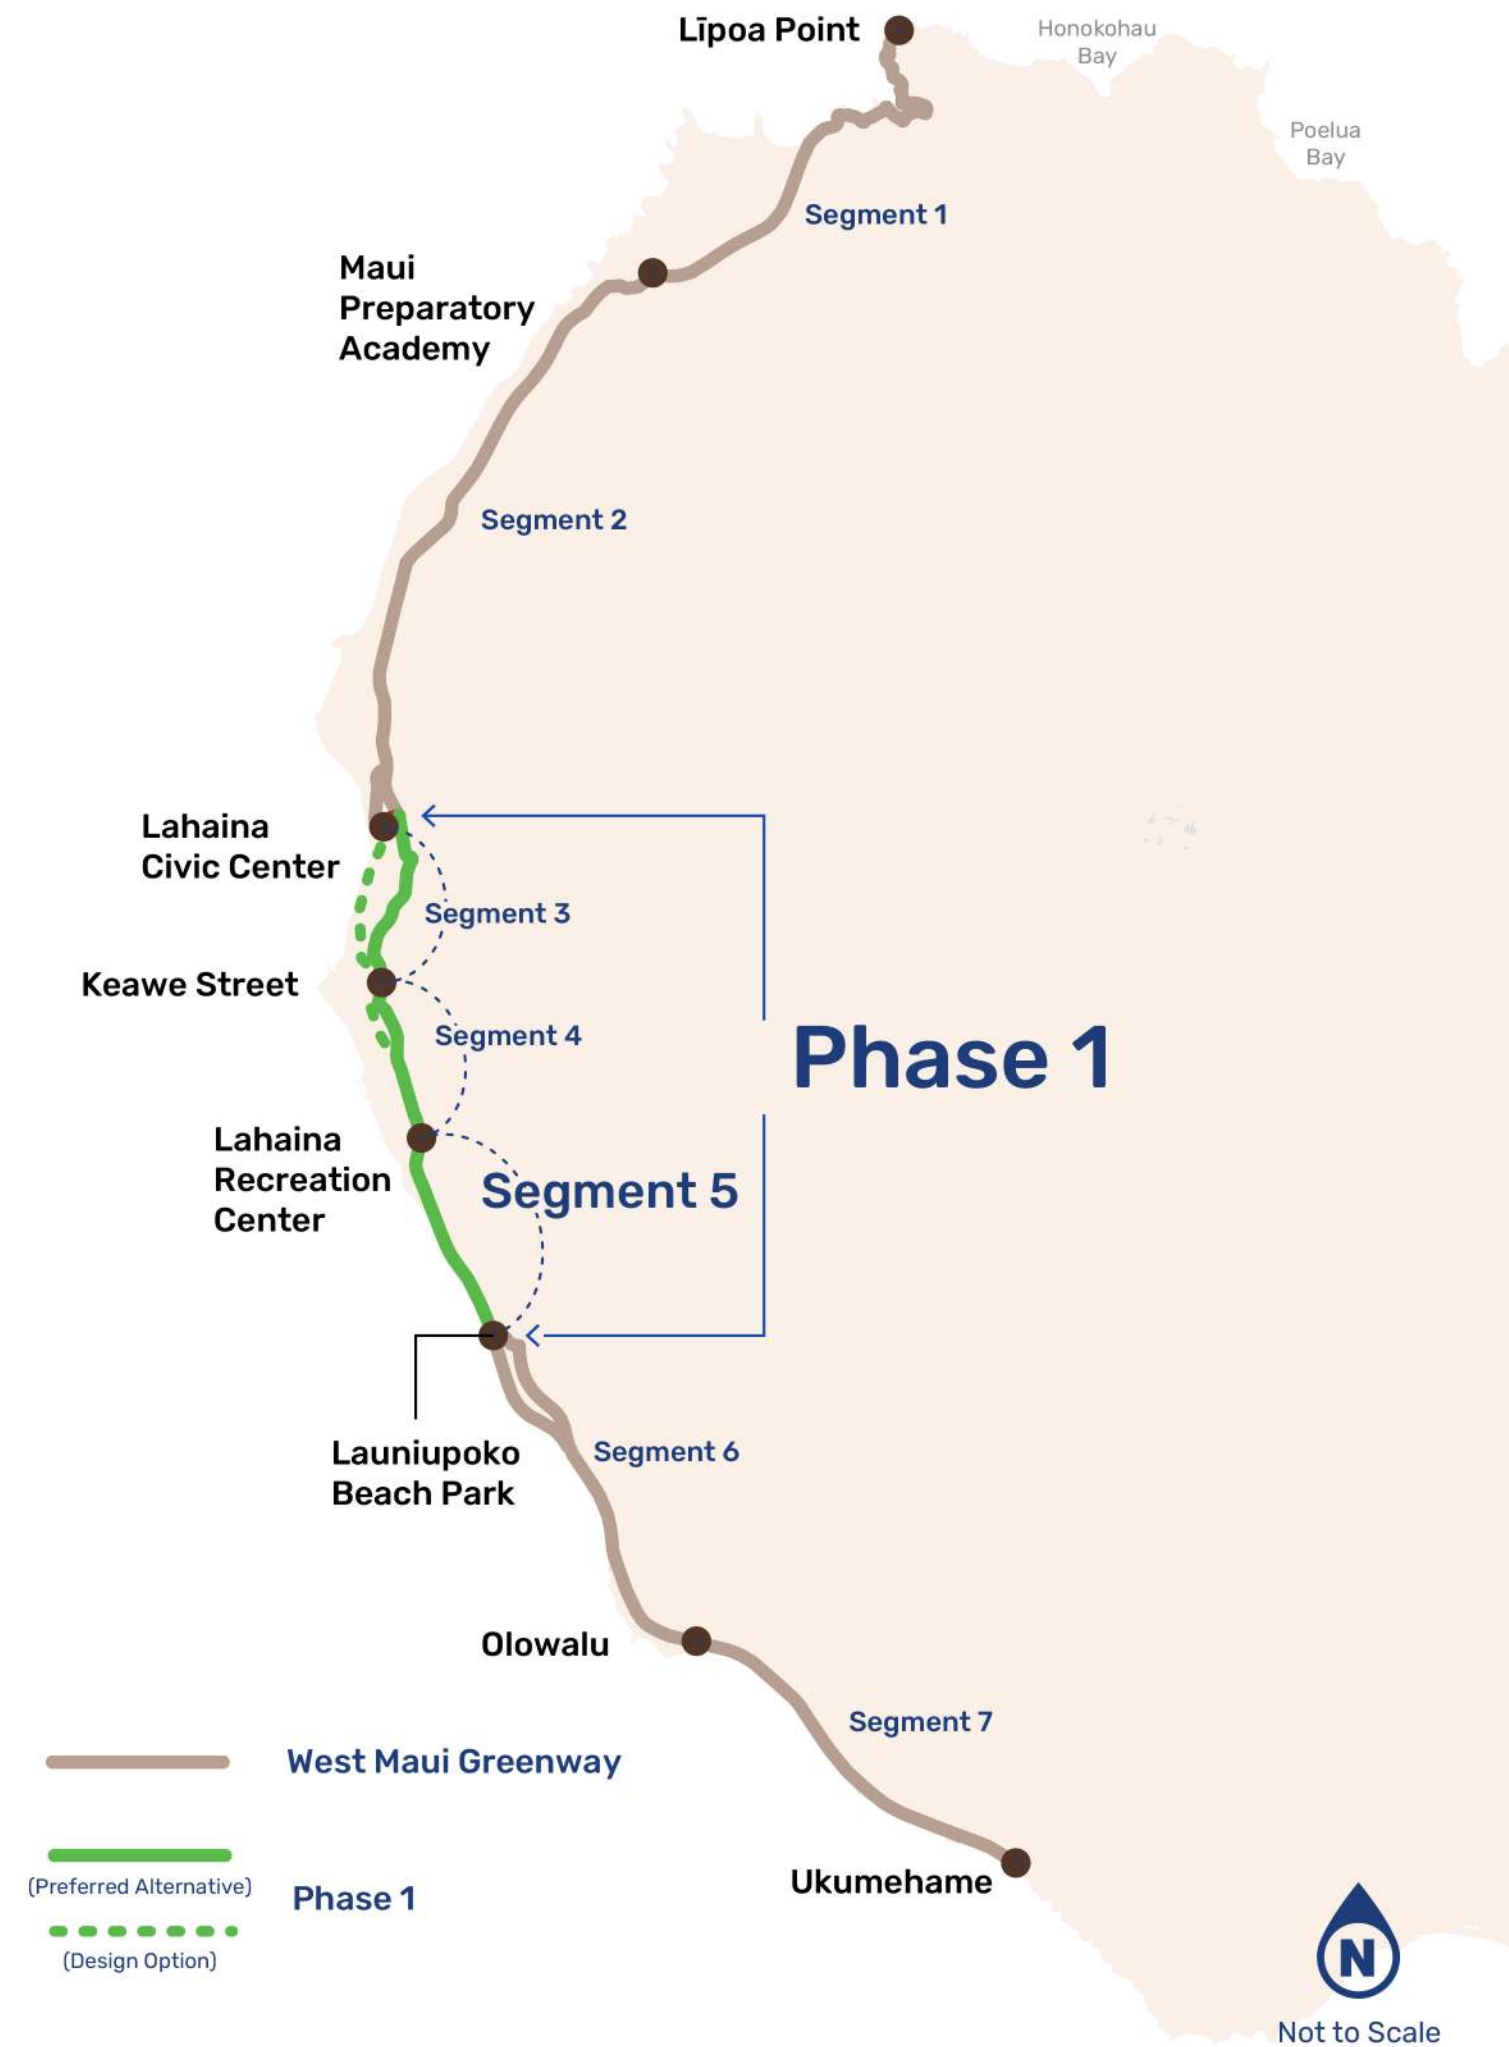 Līpoa Point
Honokohau
Bay
Poelua
Bay
Segment 1
Maui
Preparatory
Academy
Segment 2
Lahaina
Civic Center
Segment 3
Keawe Street
Segment 4
Phase 1
Lahaina
Recreation
Center
Segment 5
Launiupoko
Beach Park
Segment 6
Olowalu
Segment 7
West Maui Greenway
(Preferred Alternative)
Phase 1
(Design Option)
Ukumehame
N
Not to Scale